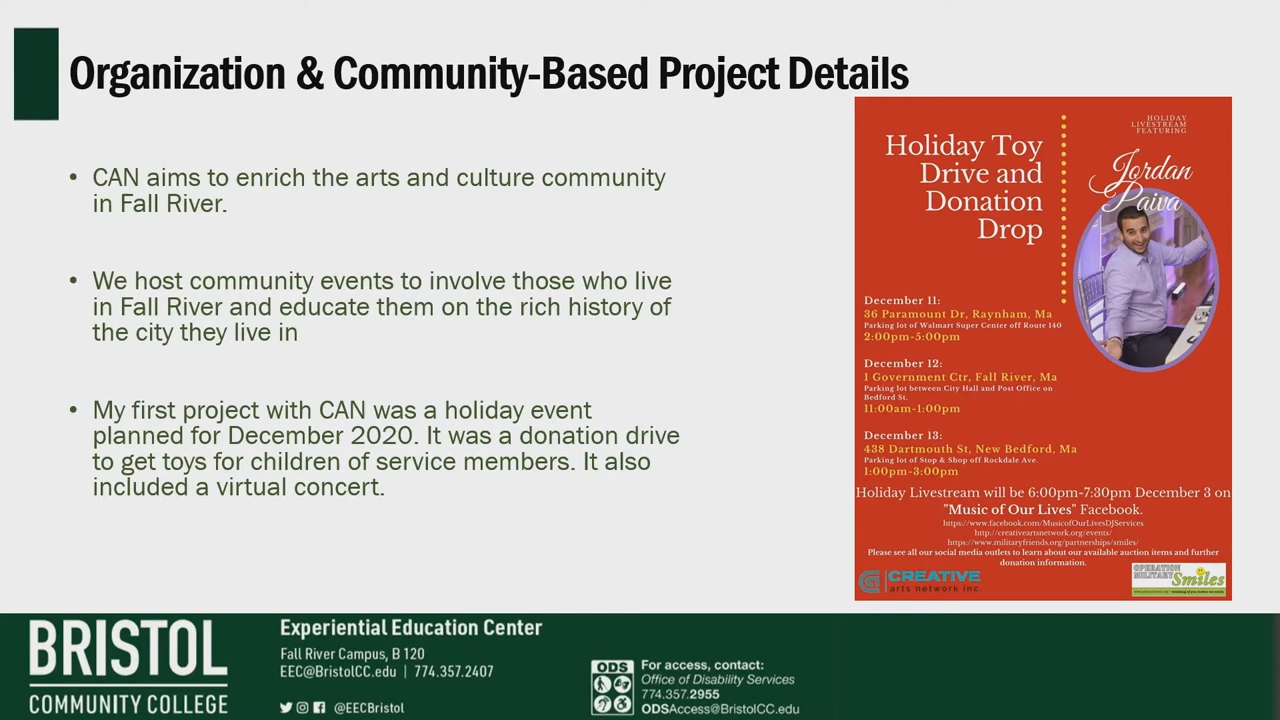 Organization & Community-Based Project Details
• CAN aims to enrich the arts and culture community
in Fall River.
• We host community events to involve those who live
in Fall River and educate them on the rich history of
the city they live in
• My first project with CAN was a holiday event
planned for December 2020. It was a donation drive
to get toys for children of service members. It also
included a virtual concert.
Holiday Toy
Drive and
Donation
Drop
HOLIDAY
LIVESTREAM
FEATURING
Jordan
Paiva
December 11:
36 Paramount Dr, Raynham, Ma
Parking lot of Walmart Super Center off Route 140
2:00pm-5:00pm
December 12:
1 Government Ctr, Fall River, Ma
Parking lot between City Hall and Post Office on
Bedford St.
11:00am-1:00pm
December 13:
438 Dartmouth St, New Bedford, Ma
Parking lot of Stop & Shop off Rockdale Ave.
1:00pm-3:00pm
Holiday Livestream will be 6:00pm-7:30pm December 3 on
"Music of Our Lives" Facebook.
https://www.facebook.com/MusicofOurLivesDJServices
http://creativeartsnetwork.org/events/
https://www.militaryfriends.org/partnerships/smiles/
Please see all our social media outlets to learn about our available auction items and further
donation information.
CREATIVE
arts network inc.
OPERATION
MILITARY
Smiles
BRISTOL
COMMUNITY COLLEGE
Experiential Education Center
Fall River Campus, B 120
EEC@BristolCC.edu | 774.357.2407
@EECBristol
ODS
For access, contact:
Office of Disability Services
774.357.2955
ODSAccess@BristolCC.edu